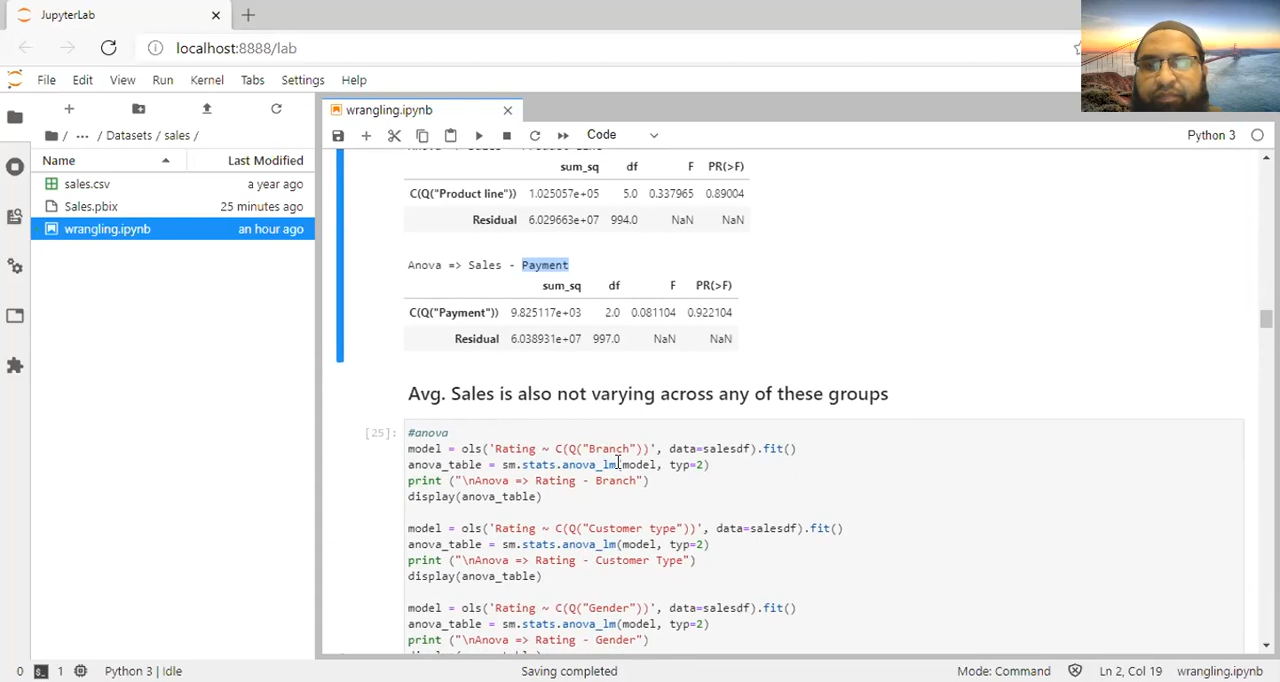 JupyterLab
localhost:8888/lab
File Edit View Run Kernel Tabs Settings Help
/ ... / Datasets / sales /
Name Last Modified
sales.csv a year ago
Sales.pbix 25 minutes ago
wrangling.ipynb an hour ago
wrangling.ipynb
Code Python 3
sum_sq df F PR(>F)
C(Q("Product line")) 1.025057e+05 5.0 0.337965 0.89004
Residual 6.029663e+07 994.0 NaN NaN
Anova => Sales - Payment
sum_sq df F PR(>F)
C(Q("Payment")) 9.825117e+03 2.0 0.081104 0.922104
Residual 6.038931e+07 997.0 NaN NaN
Avg. Sales is also not varying across any of these groups
[25]: #anova
model = ols('Rating ~ C(Q("Branch"))', data=salesdf).fit()
anova_table = sm.stats.anova_lm(model, typ=2)
print ("\nAnova => Rating - Branch")
display(anova_table)
model = ols('Rating ~ C(Q("Customer type"))', data=salesdf).fit()
anova_table = sm.stats.anova_lm(model, typ=2)
print ("\nAnova => Rating - Customer Type")
display(anova_table)
model = ols('Rating ~ C(Q("Gender"))', data=salesdf).fit()
anova_table = sm.stats.anova_lm(model, typ=2)
print ("\nAnova => Rating - Gender")
0 1 Python 3 | Idle Saving completed Mode: Command Ln 2, Col 19 wrangling.ipynb